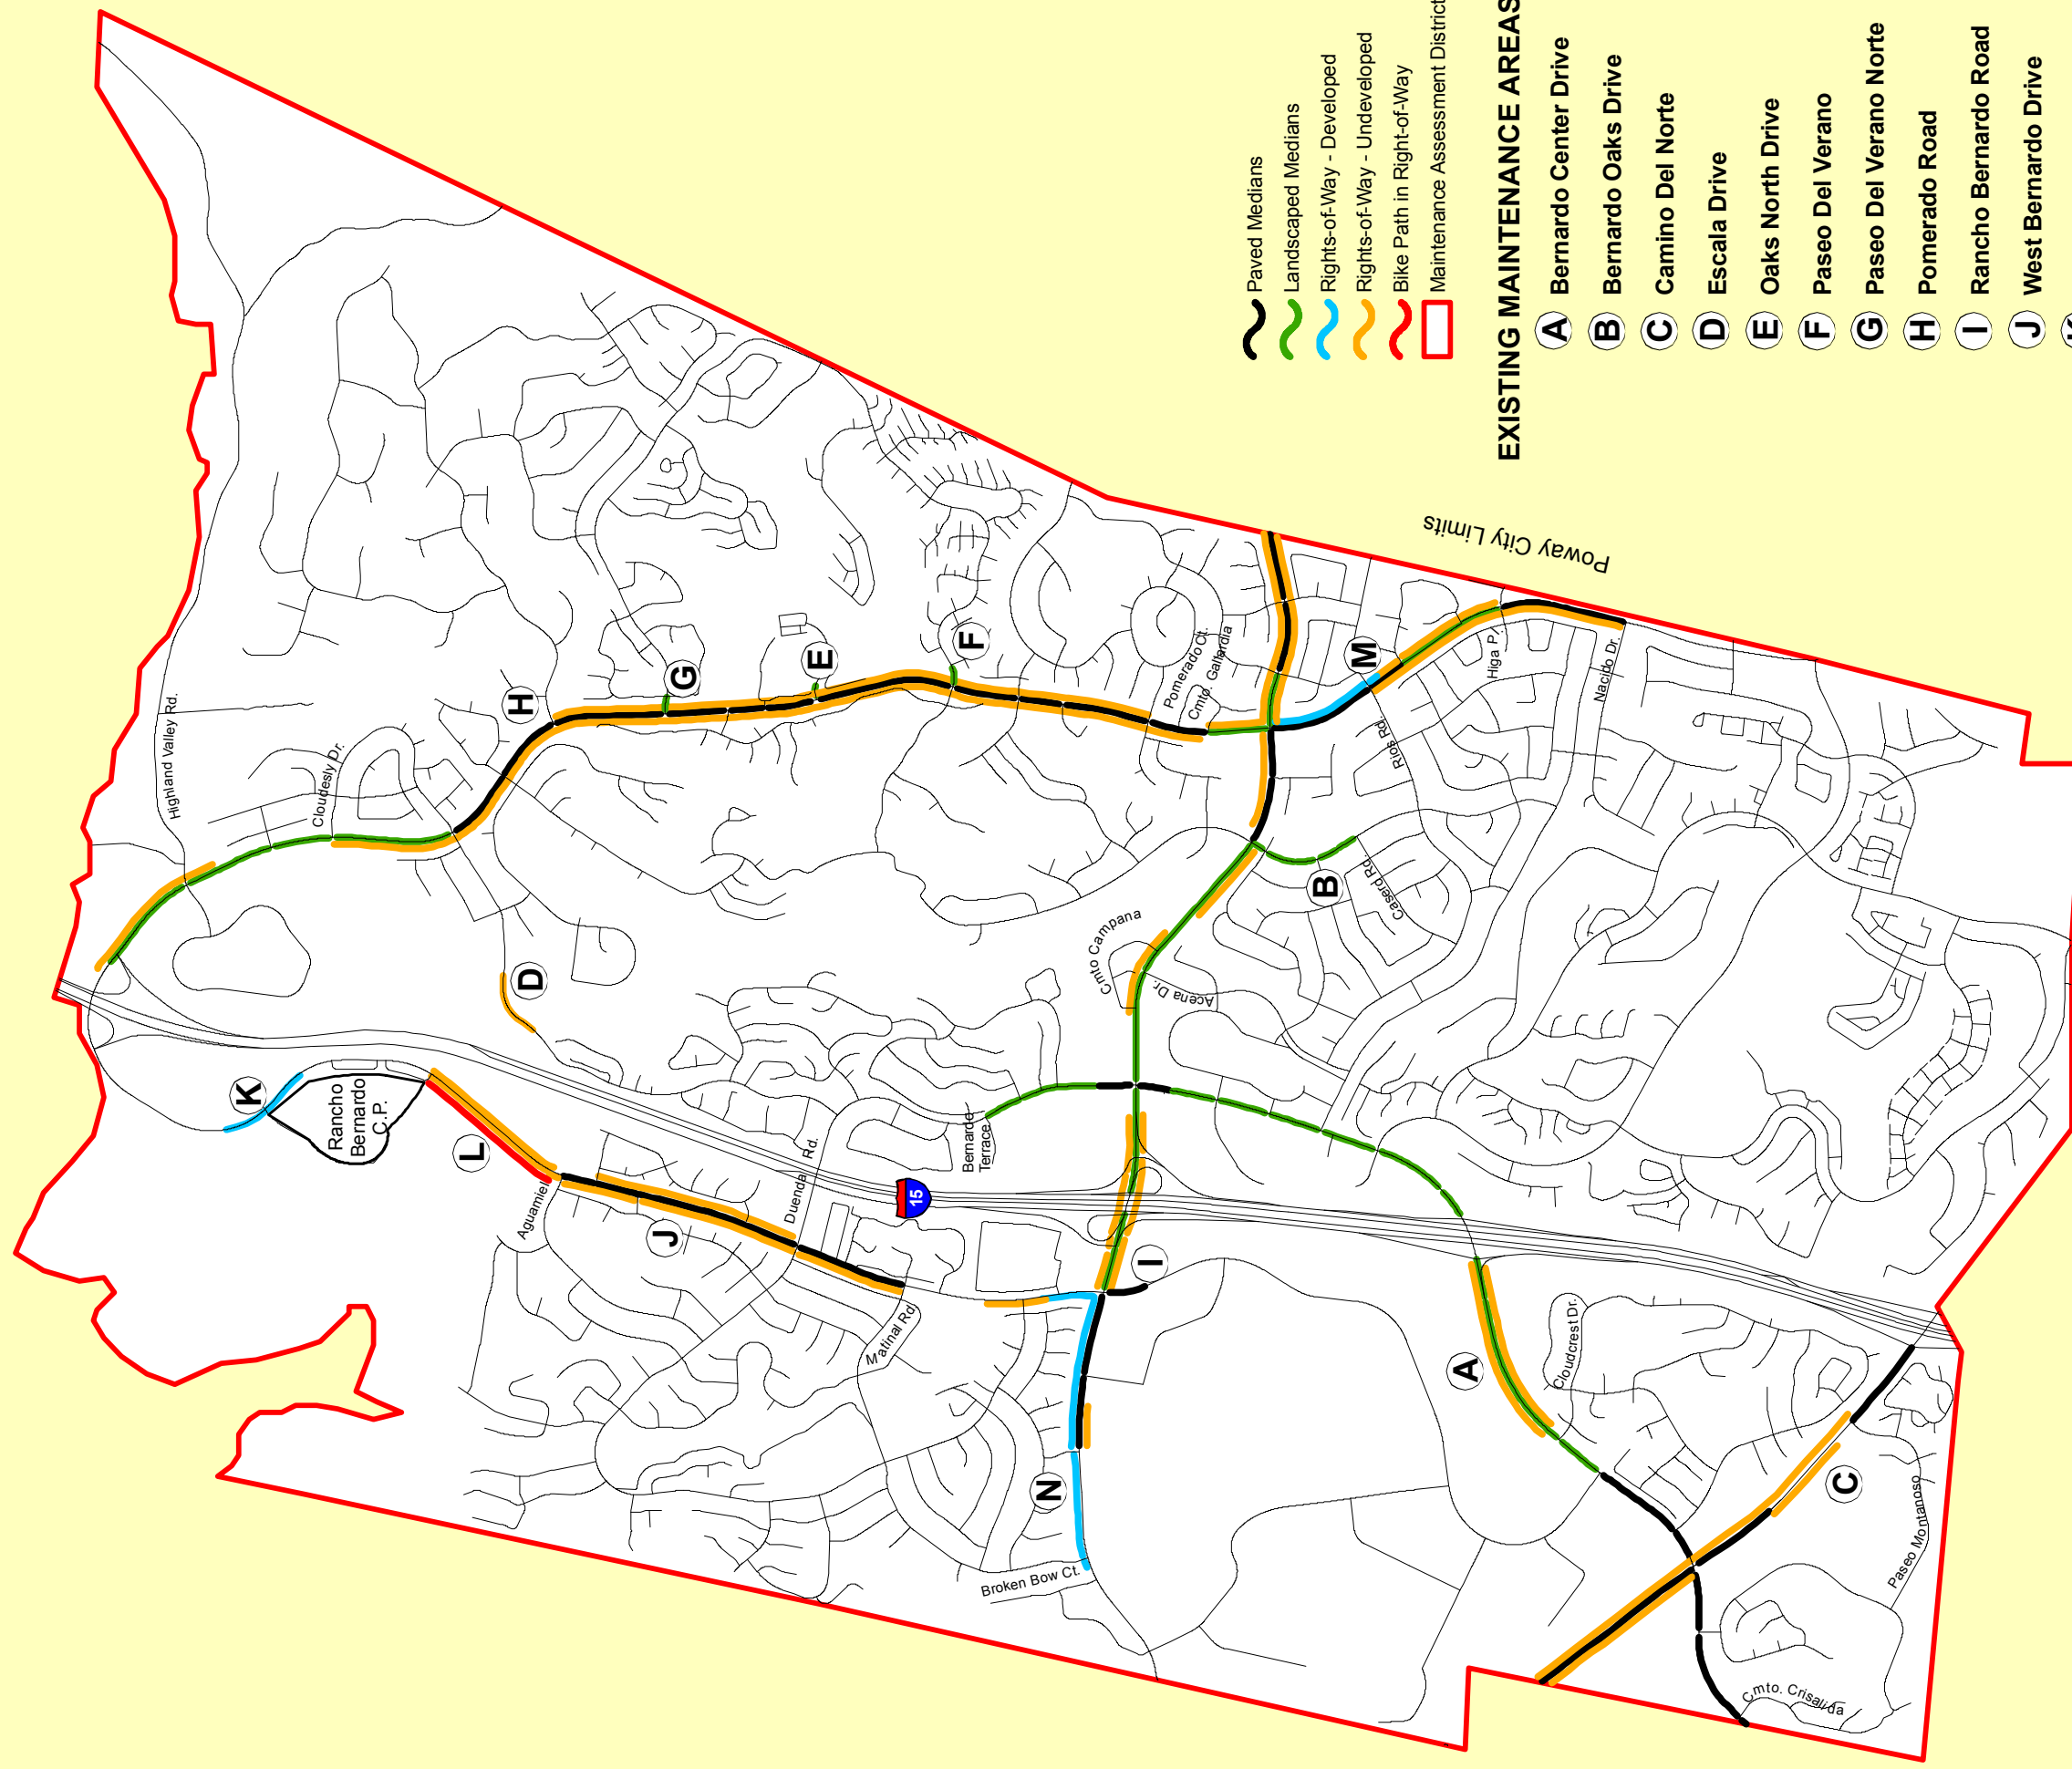 Highland Valley Rd.
Cloudesly Dr.
H
G
E
F
D
K
Rancho
Bernardo
C.P.
L
Aguamiel
J
Duenda Rd.
15
Matinal Rd
Bernardo
Terrace
I
N
Broken Bow Ct.
Cmto Campana
Acena Dr.
Pomerado Ct.
Cmto. Gallardia
M
Rios Rd.
Higa Pl.
Nacido Dr.
B
Caserd Rd.
Poway City Limits
A
Cloudcrest Dr.
C
Paseo Montanoso
Cmto. Crisalida
Paved Medians
Landscaped Medians
Rights-of-Way - Developed
Rights-of-Way - Undeveloped
Bike Path in Right-of-Way
Maintenance Assessment District
EXISTING MAINTENANCE AREAS
A Bernardo Center Drive
B Bernardo Oaks Drive
C Camino Del Norte
D Escala Drive
E Oaks North Drive
F Paseo Del Verano
G Paseo Del Verano Norte
H Pomerado Road
I Rancho Bernardo Road
J West Bernardo Drive